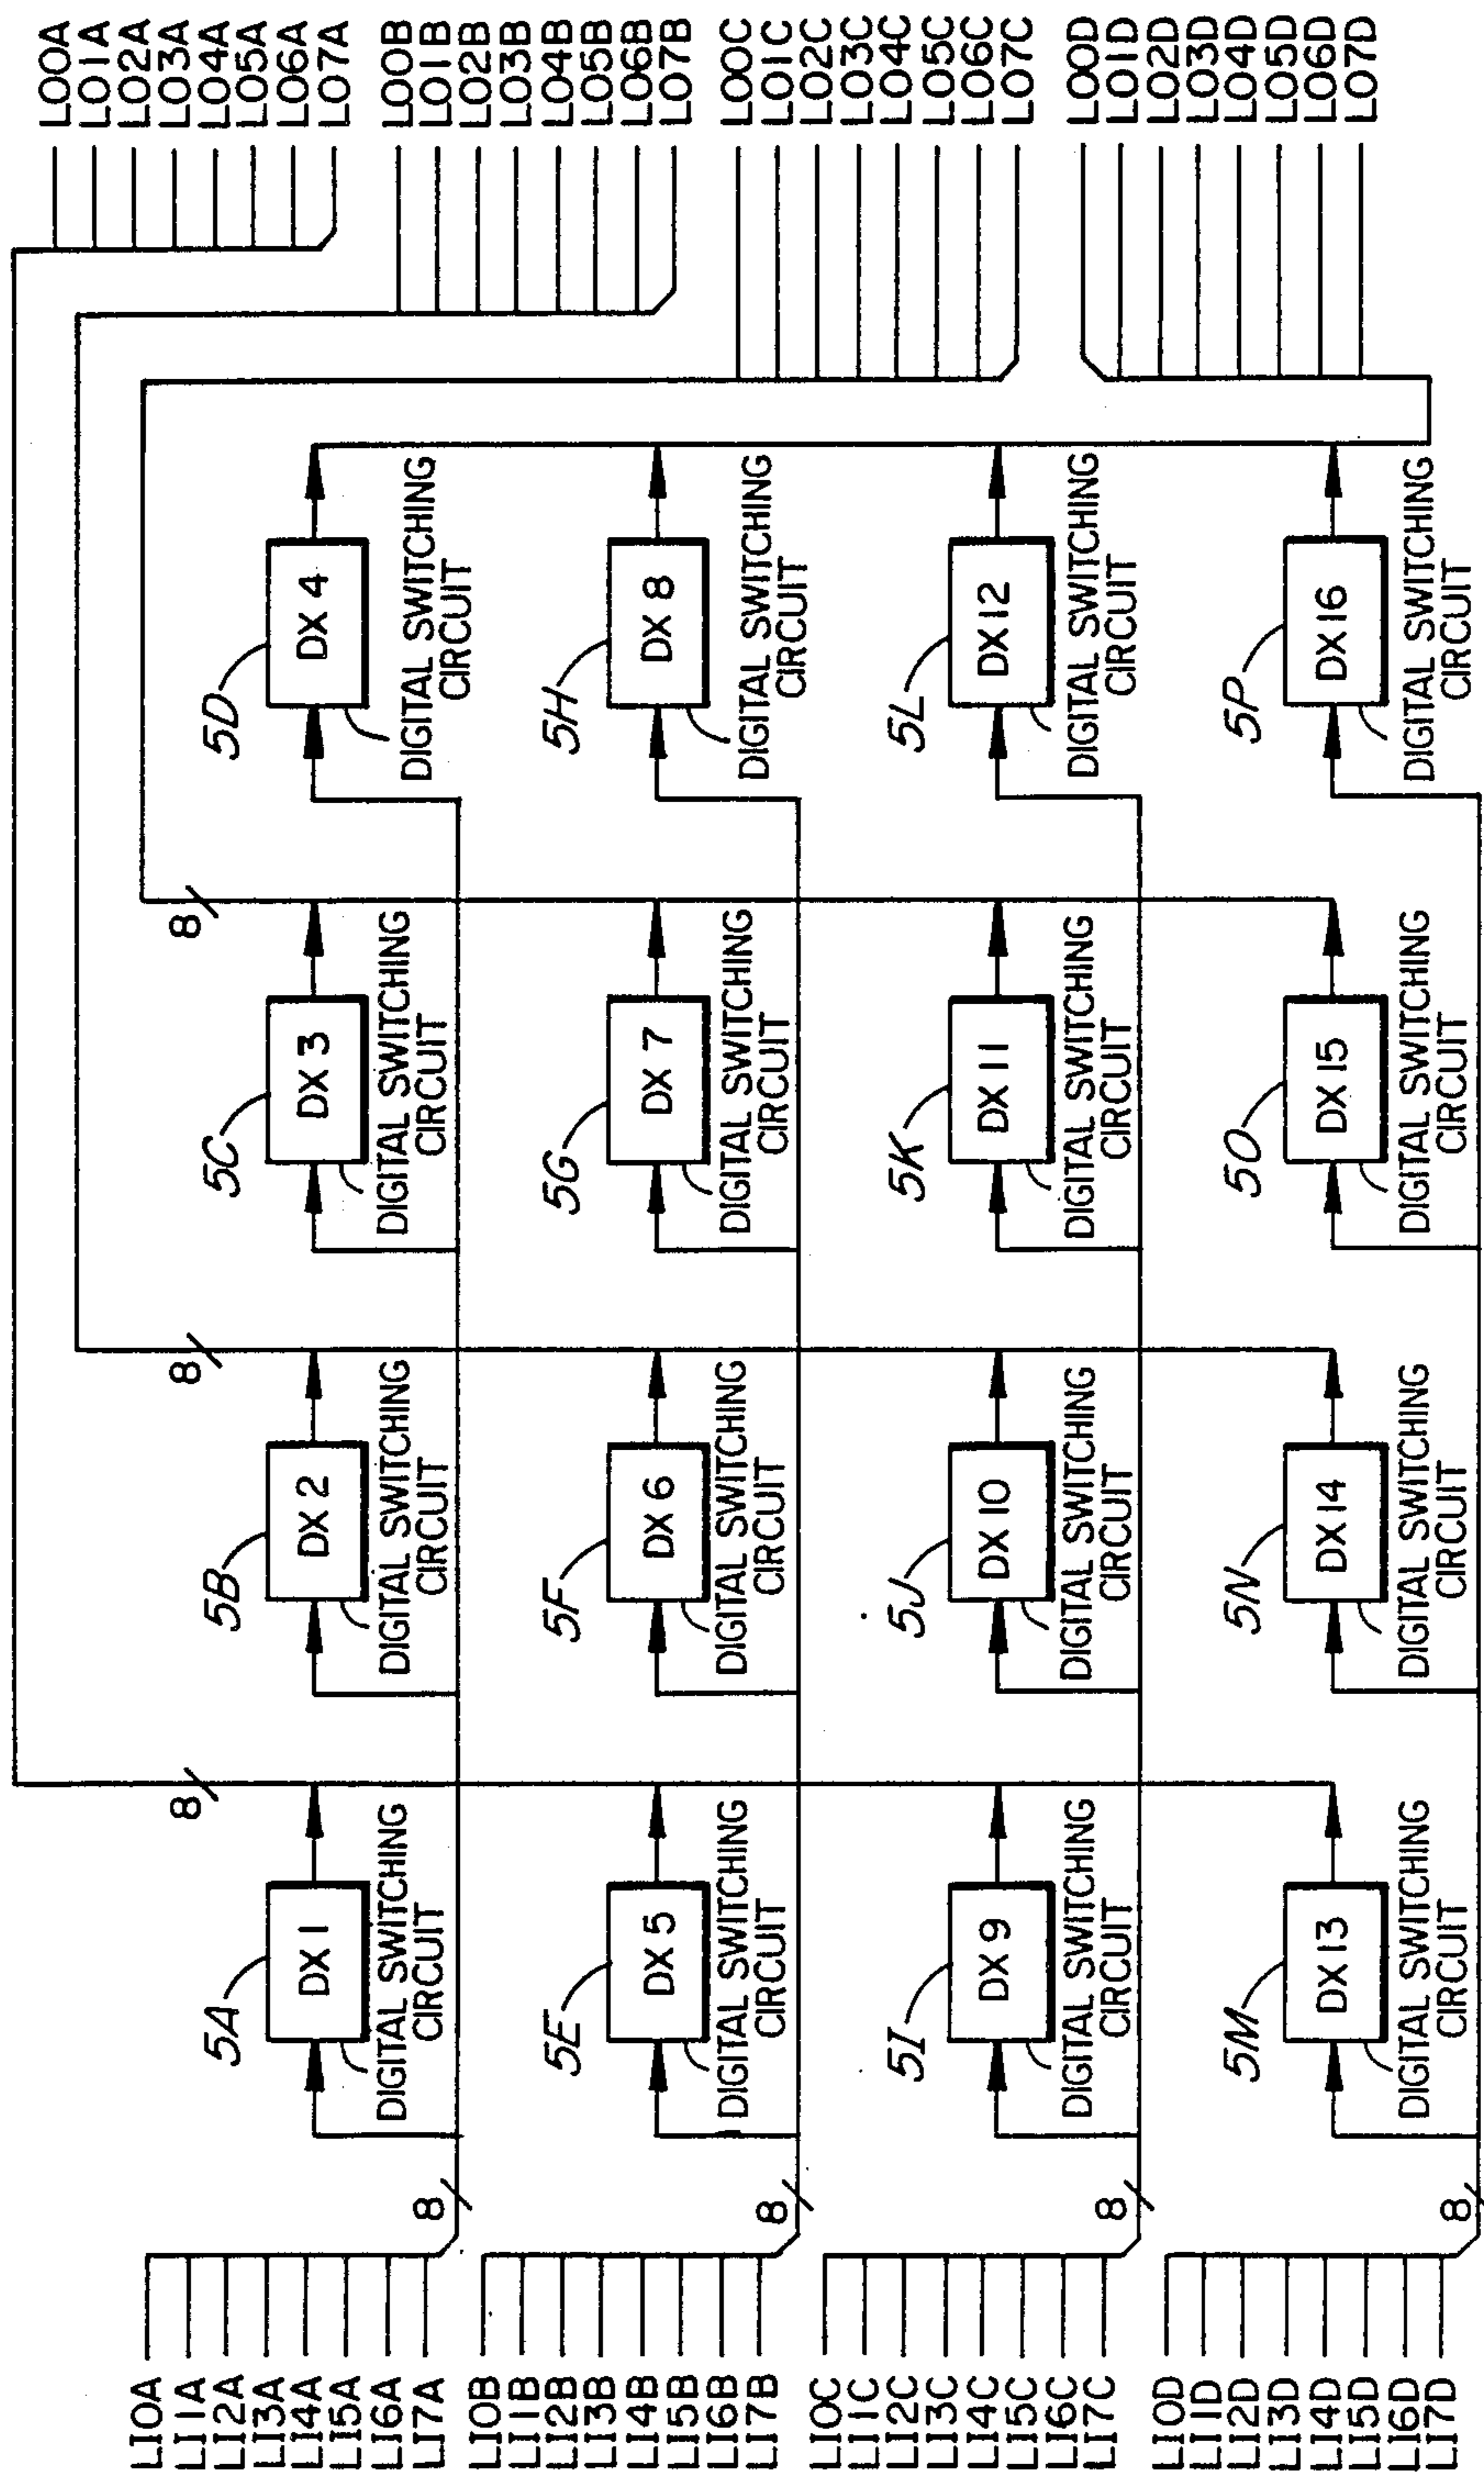 LI0A
LI1A
LI2A
LI3A
LI4A
LI5A
LI6A
LI7A
LI0B
LI1B
LI2B
LI3B
LI4B
LI5B
LI6B
LI7B
LI0C
LI1C
LI2C
LI3C
LI4C
LI5C
LI6C
LI7C
LI0D
LI1D
LI2D
LI3D
LI4D
LI5D
LI6D
LI7D
8
8
8
8
8
8
8
5A
DX 1
DIGITAL SWITCHING
CIRCUIT
5B
DX 2
DIGITAL SWITCHING
CIRCUIT
5C
DX 3
DIGITAL SWITCHING
CIRCUIT
5D
DX 4
DIGITAL SWITCHING
CIRCUIT
5E
DX 5
DIGITAL SWITCHING
CIRCUIT
5F
DX 6
DIGITAL SWITCHING
CIRCUIT
5G
DX 7
DIGITAL SWITCHING
CIRCUIT
5H
DX 8
DIGITAL SWITCHING
CIRCUIT
5I
DX 9
DIGITAL SWITCHING
CIRCUIT
5J
DX 10
DIGITAL SWITCHING
CIRCUIT
5K
DX 11
DIGITAL SWITCHING
CIRCUIT
5L
DX 12
DIGITAL SWITCHING
CIRCUIT
5M
DX 13
DIGITAL SWITCHING
CIRCUIT
5N
DX 14
DIGITAL SWITCHING
CIRCUIT
5O
DX 15
DIGITAL SWITCHING
CIRCUIT
5P
DX 16
DIGITAL SWITCHING
CIRCUIT
LO0A
LO1A
LO2A
LO3A
LO4A
LO5A
LO6A
LO7A
LO0B
LO1B
LO2B
LO3B
LO4B
LO5B
LO6B
LO7B
LO0C
LO1C
LO2C
LO3C
LO4C
LO5C
LO6C
LO7C
LO0D
LO1D
LO2D
LO3D
LO4D
LO5D
LO6D
LO7D